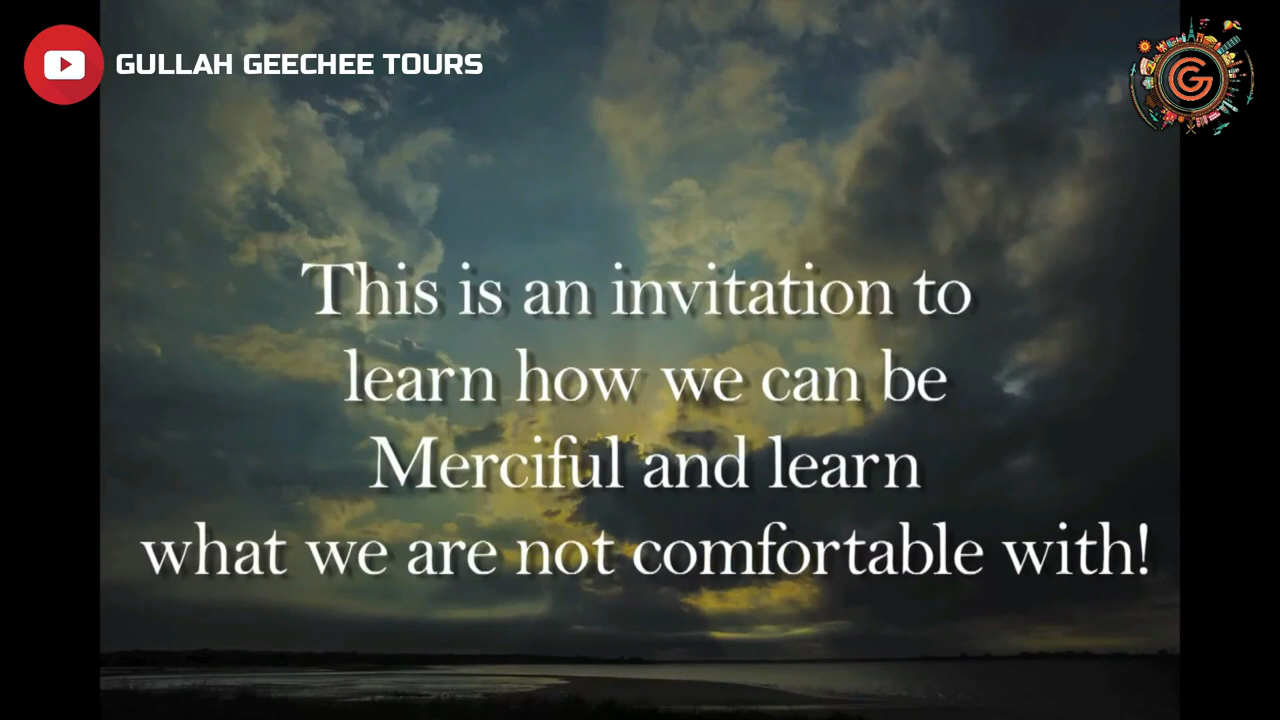 GULLAH GEECHEE TOURS
This is an invitation to
learn how we can be
Merciful and learn
what we are not comfortable with!